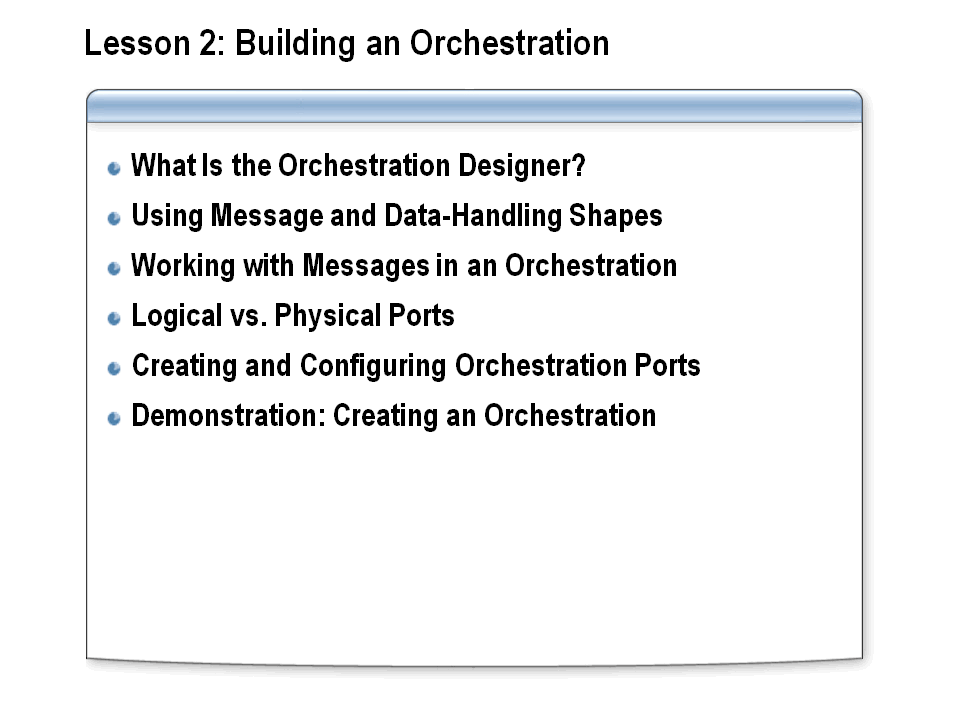 Lesson 2: Building an Orchestration
What Is the Orchestration Designer?
Using Message and Data-Handling Shapes
Working with Messages in an Orchestration
Logical vs. Physical Ports
Creating and Configuring Orchestration Ports
Demonstration: Creating an Orchestration